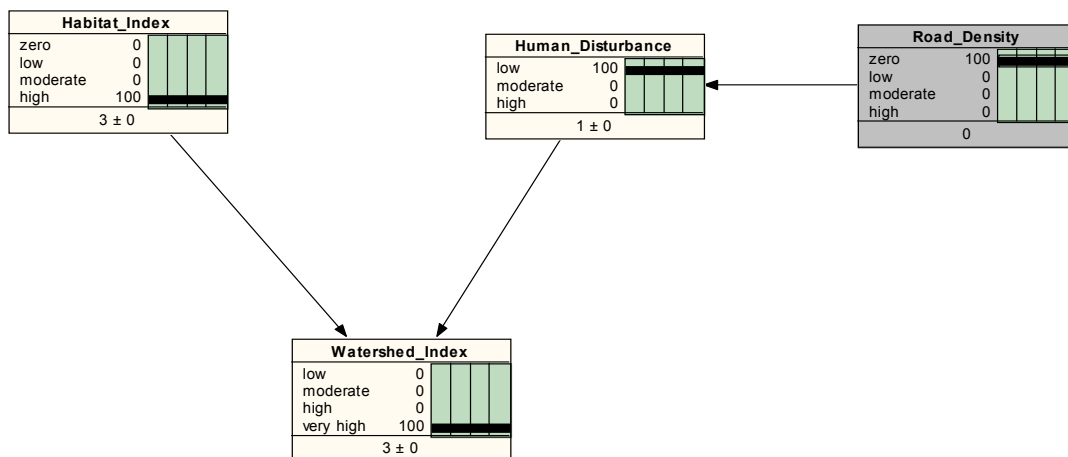 Habitat_Index
zero 0
low 0
moderate 0
high 100
3 ± 0
Human_Disturbance
low 100
moderate 0
high 0
1 ± 0
Road_Density
zero 100
low 0
moderate 0
high 0
0
Watershed_Index
low 0
moderate 0
high 0
very high 100
3 ± 0